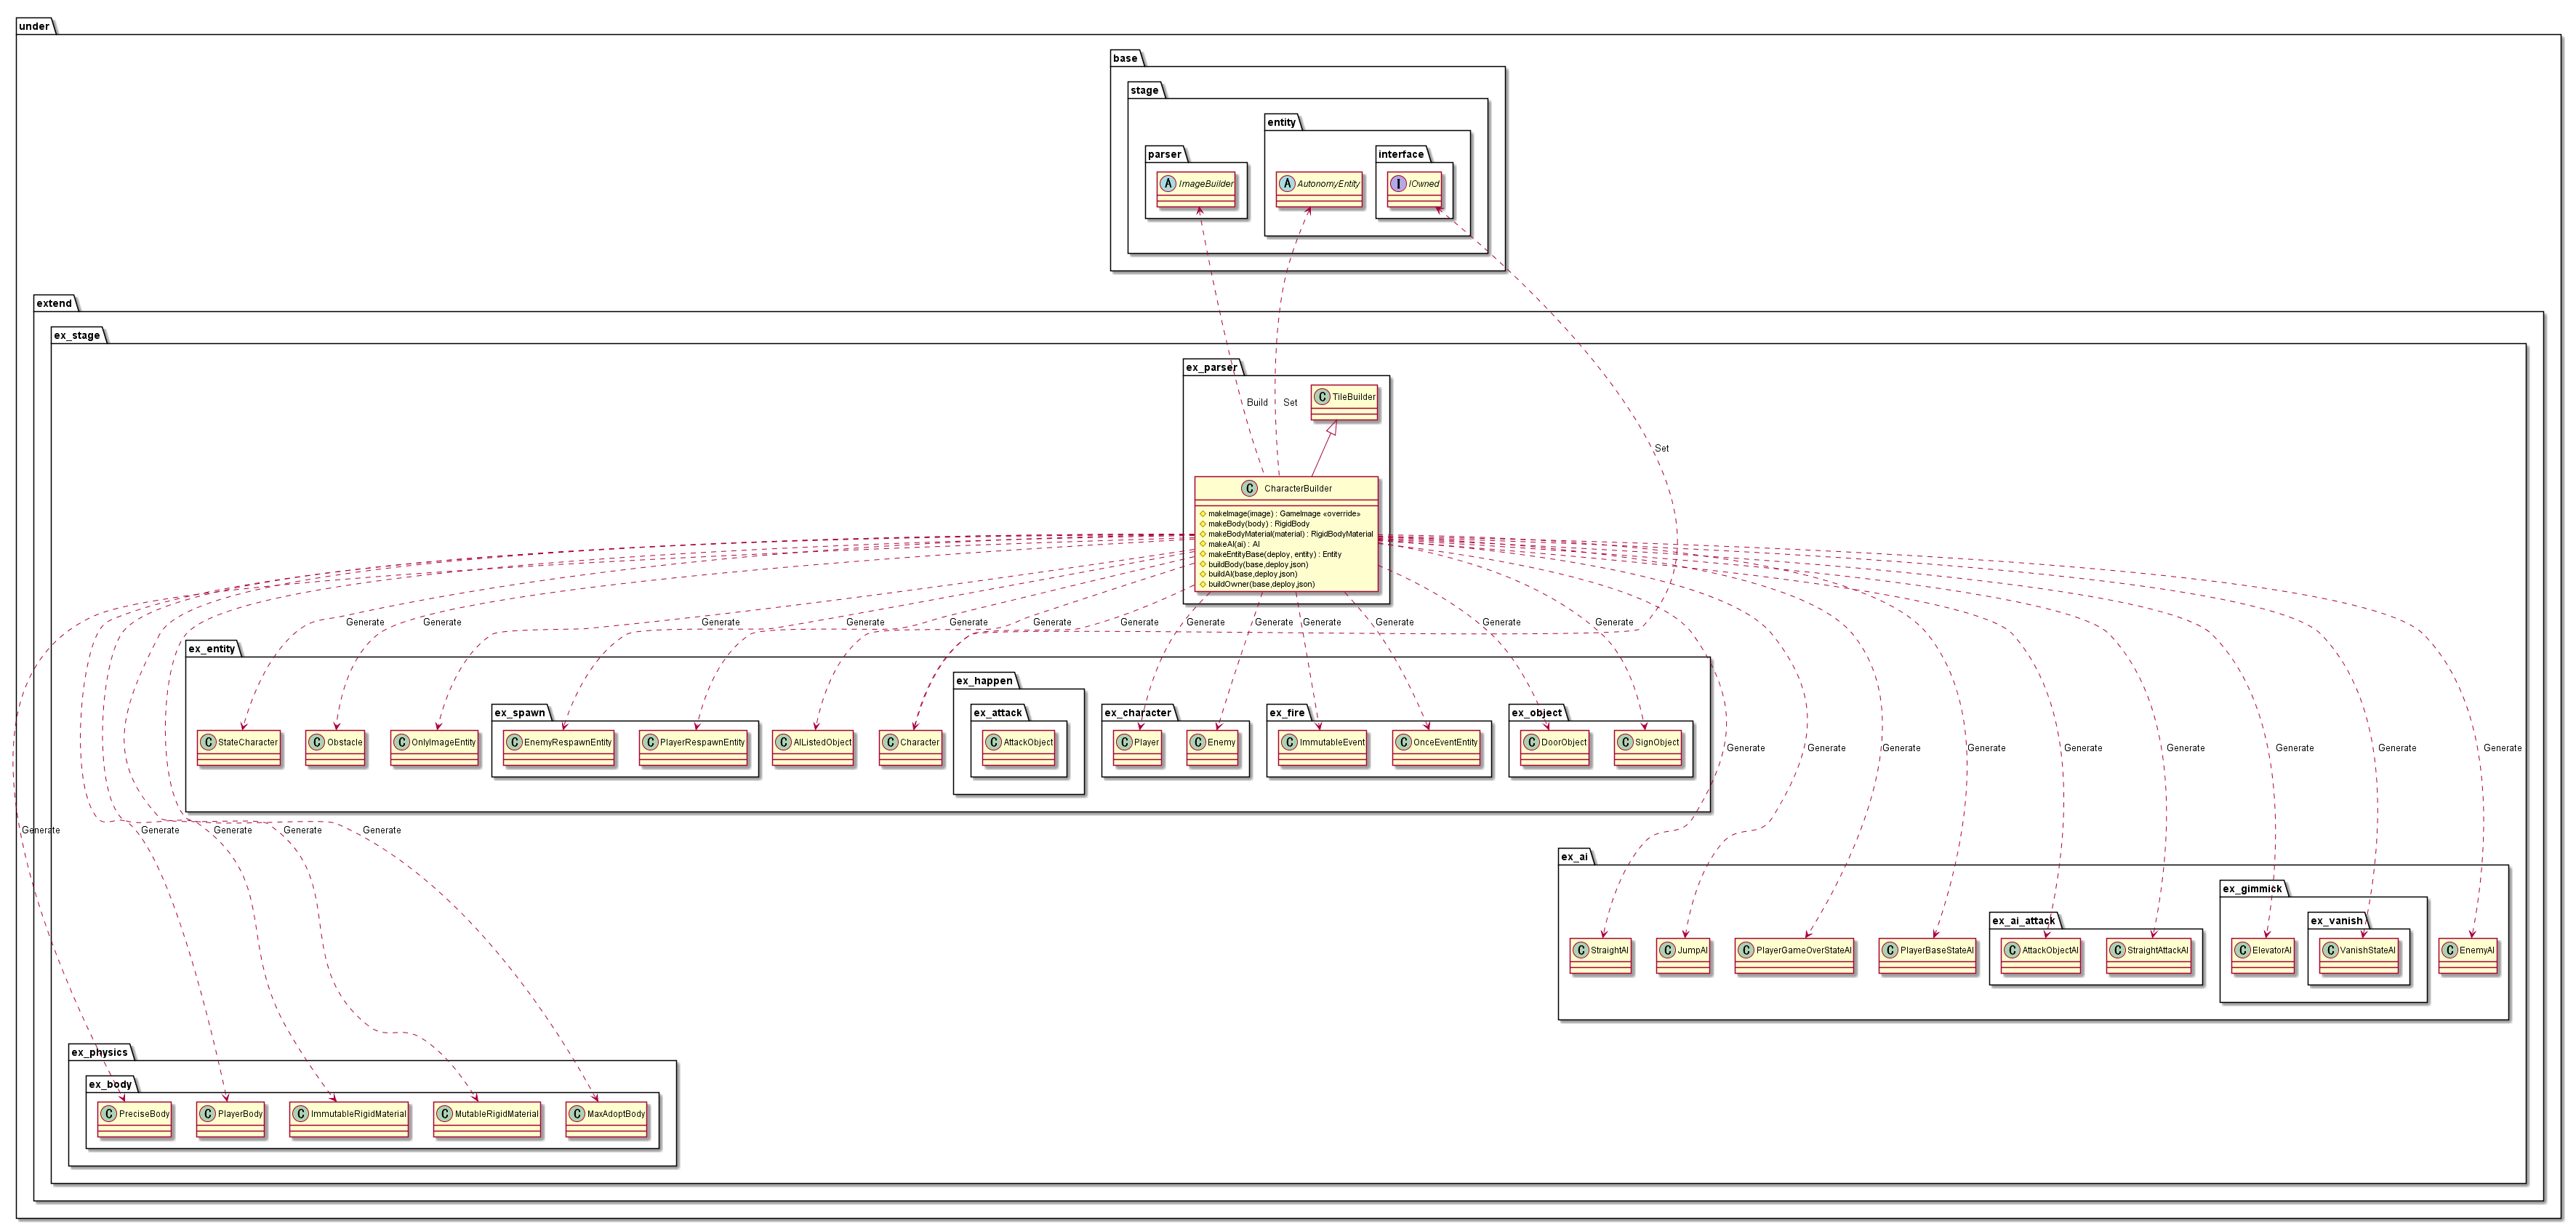 under
base
stage
entity
parser
interface
A ImageBuilder
A AutonomyEntity
I IOwned
extend
ex_stage
ex_parser
C TileBuilder
Build
Set
Set
C CharacterBuilder
makeImage(image) : GameImage «override»
makeBody(body) : RigidBody
makeBodyMaterial(material) : RigidBodyMaterial
makeAI(ai) : AI
makeEntityBase(deploy, entity) : Entity
buildBody(base,deploy,json)
buildAI(base,deploy,json)
buildOwner(base,deploy,json)
Generate
Generate
Generate
Generate
Generate
Generate
Generate
Generate
Generate
Generate
Generate
Generate
Generate
ex_entity
ex_happen
ex_spawn
ex_attack
ex_character
ex_fire
ex_object
C StateCharacter
C Obstacle
C OnlyImageEntity
C EnemyRespawnEntity
C PlayerRespawnEntity
C AIListedObject
C Character
C AttackObject
C Player
C Enemy
C ImmutableEvent
C OnceEventEntity
C DoorObject
C SignObject
Generate
Generate
Generate
Generate
Generate
Generate
Generate
Generate
Generate
Generate
Generate
Generate
Generate
Generate
ex_ai
ex_gimmick
ex_ai_attack
ex_vanish
C StraightAI
C JumpAI
C PlayerGameOverStateAI
C PlayerBaseStateAI
C AttackObjectAI
C StraightAttackAI
C ElevatorAI
C VanishStateAI
C EnemyAI
ex_physics
ex_body
C PreciseBody
C PlayerBody
C ImmutableRigidMaterial
C MutableRigidMaterial
C MaxAdoptBody